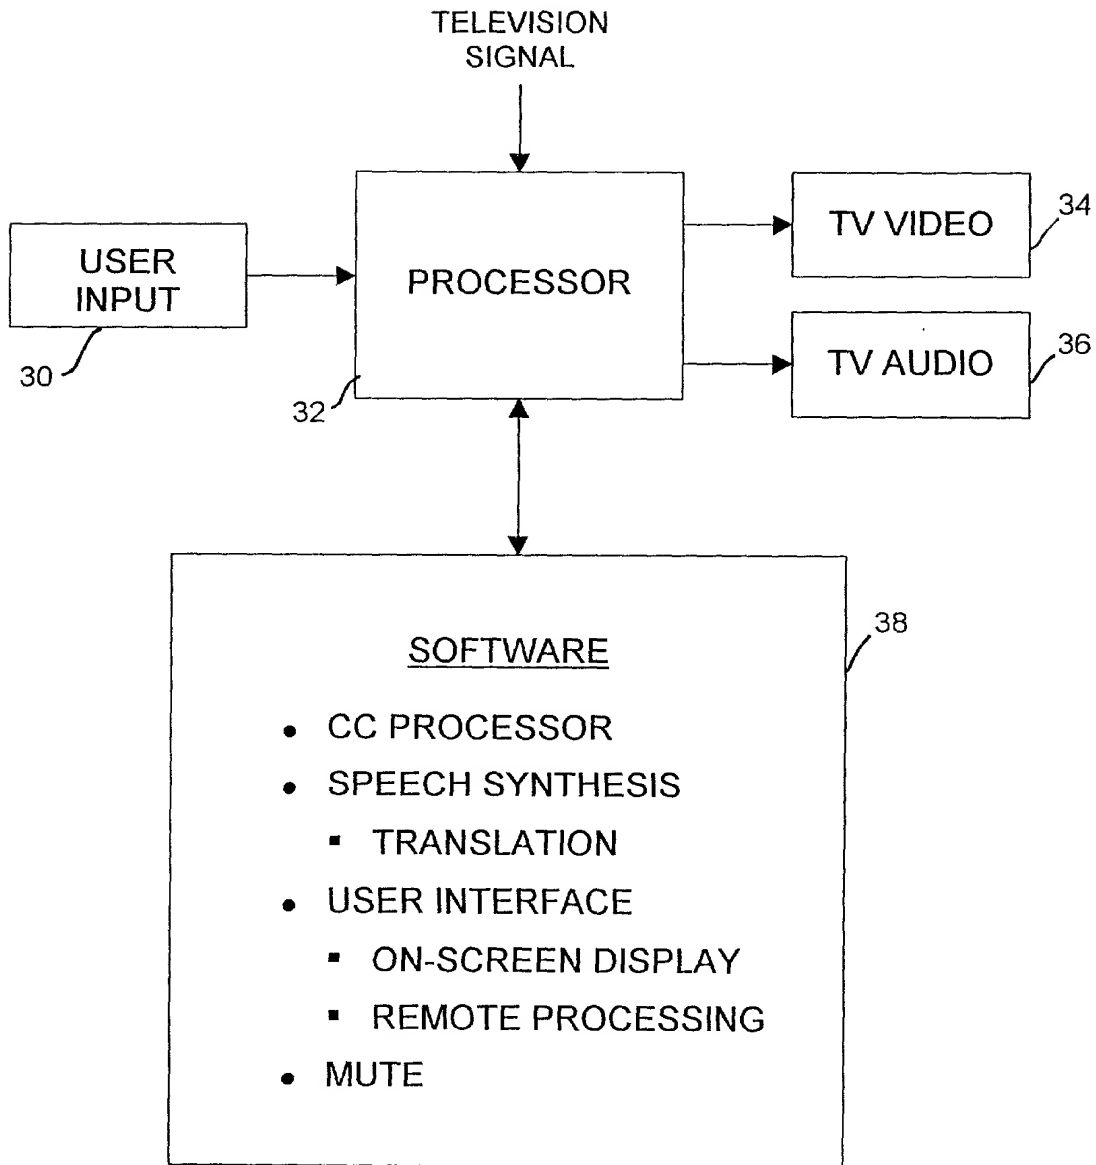 TELEVISION
SIGNAL
USER
INPUT
30
PROCESSOR
32
TV VIDEO
34
TV AUDIO
36
SOFTWARE
38
• CC PROCESSOR
• SPEECH SYNTHESIS
▪ TRANSLATION
• USER INTERFACE
▪ ON-SCREEN DISPLAY
▪ REMOTE PROCESSING
• MUTE